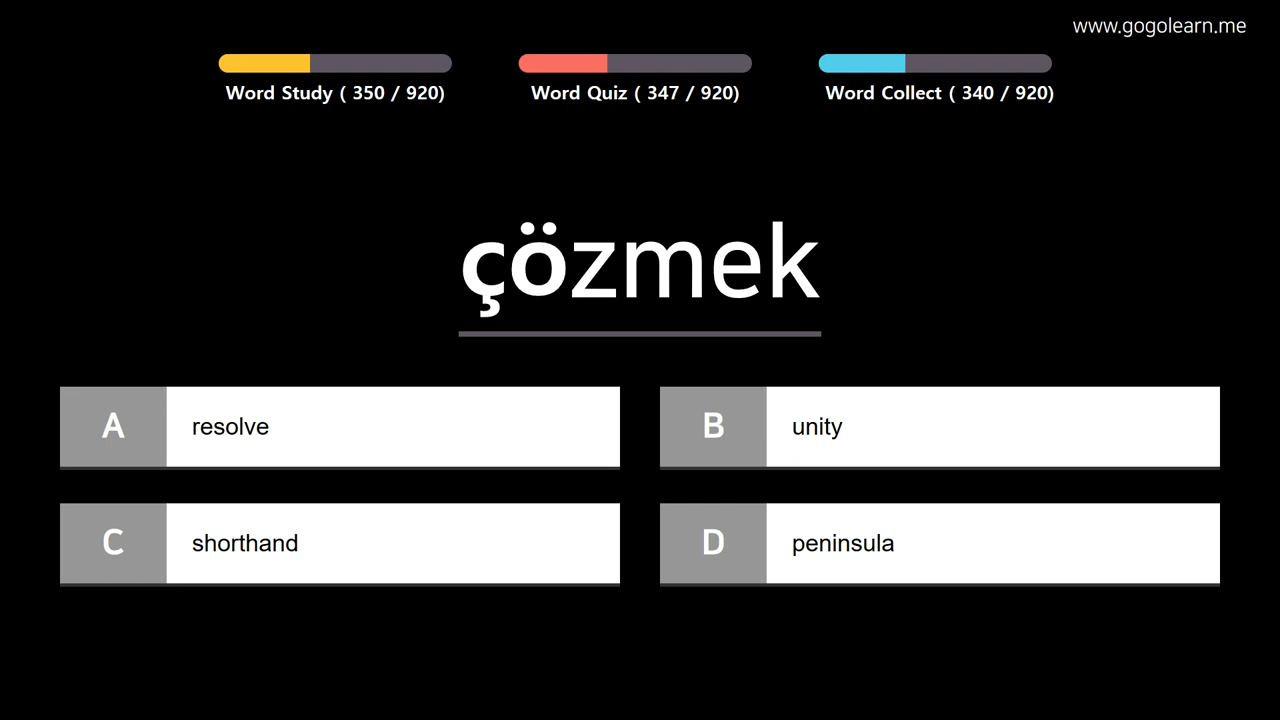 www.gogolearn.me
Word Study ( 350 / 920)
Word Quiz ( 347 / 920)
Word Collect ( 340 / 920)
çözmek
A resolve
B unity
C shorthand
D peninsula